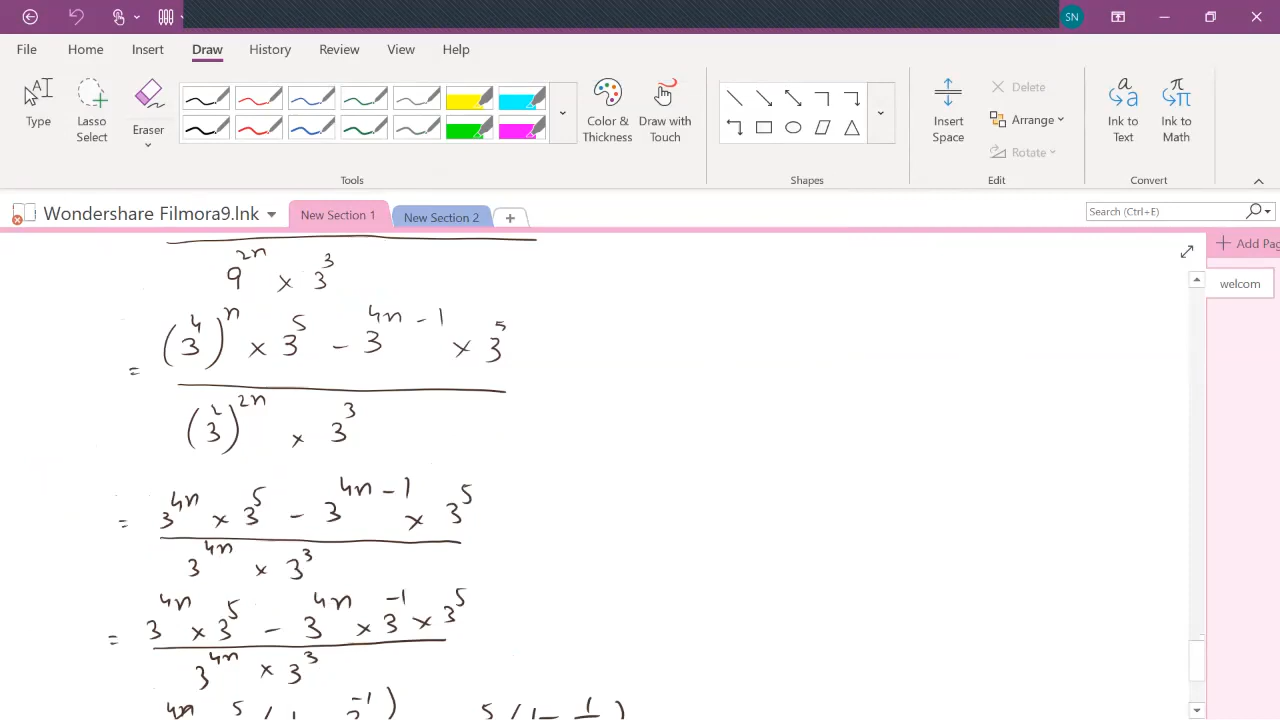 SN
File Home Insert Draw History Review View Help
Type
Lasso Select
Eraser
Color & Thickness
Draw with Touch
Insert Space
Delete
Arrange
Rotate
Ink to Text
Ink to Math
Tools Shapes Edit Convert
Wondershare Filmora9.lnk New Section 1 New Section 2 + Search (Ctrl+E)
+ Add Pag
welcom
9^{2n} × 3^3
= ((3^4)^n × 3^5 − 3^{4n−1} × 3^5
(3^2)^{2n} × 3^3
= 3^{4n} × 3^5 − 3^{4n−1} × 3^5
3^{4n} × 3^3
= 3^{4n} × 3^5 − 3^{4n} × 3^{−1} × 3^5
3^{4n} × 3^3